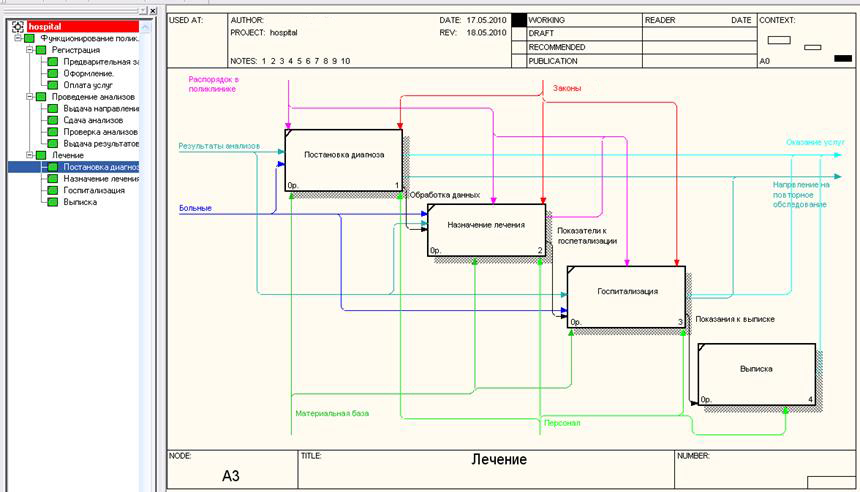 hospital
Функционирование полик.
Регистрация
Предварительная за
Оформление.
Оплата услуг
Проведение анализов
Выдача направлени
Сдача анализов
Проверка анализов
Выдача результатов
Лечение
Постановка диагноз
Назначение лечения
Госпитализация
Выписка
USED AT:
AUTHOR:
DATE: 17.05.2010
WORKING
READER
DATE
CONTEXT:
PROJECT: hospital
REV: 18.05.2010
DRAFT
RECOMMENDED
NOTES: 1 2 3 4 5 6 7 8 9 10
PUBLICATION
A0
Распорядок в
поликлинике
Законы
Результаты анализов
Постановка диагноза
0р.
1
Оказание услуг
Напрвление на
повторное
обследование
Обработка данных
Больные
Назначение лечения
0р.
2
Показатели к
госпетализации
Госпитализация
0р.
3
Показания к выписке
Выписка
0р.
4
Материальная база
Персонал
NODE:
A3
TITLE:
Лечение
NUMBER: